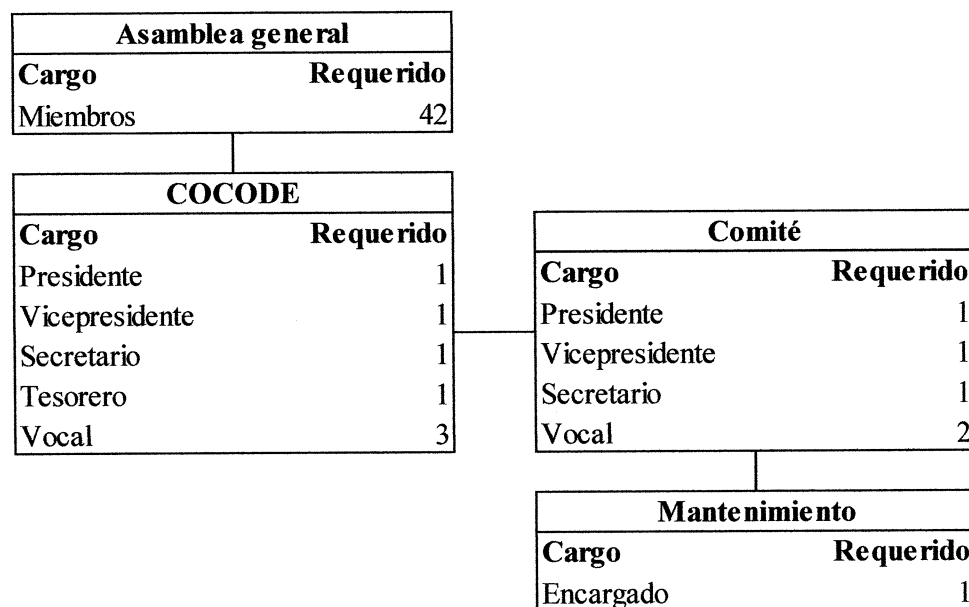 Asamblea general
Cargo Requerido
Miembros 42
COCODE
Cargo Requerido
Presidente 1
Vicepresidente 1
Secretario 1
Tesorero 1
Vocal 3
Comité
Cargo Requerido
Presidente 1
Vicepresidente 1
Secretario 1
Vocal 2
Mantenimiento
Cargo Requerido
Encargado 1